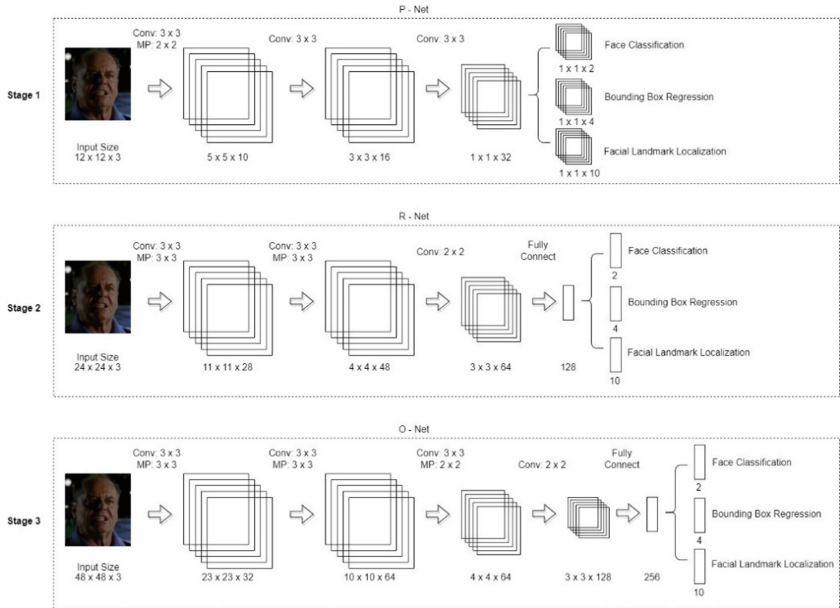 P - Net
Stage 1
Conv: 3 x 3
MP: 2 x 2
Conv: 3 x 3
Conv: 3 x 3
Face Classification
1 x 1 x 2
Bounding Box Regression
1 x 1 x 4
Facial Landmark Localization
1 x 1 x 10
Input Size
12 x 12 x 3
5 x 5 x 10
3 x 3 x 16
1 x 1 x 32
R - Net
Stage 2
Conv: 3 x 3
MP: 3 x 3
Conv: 3 x 3
MP: 3 x 3
Conv: 2 x 2
Fully
Connect
Face Classification
2
Bounding Box Regression
4
Facial Landmark Localization
10
Input Size
24 x 24 x 3
11 x 11 x 28
4 x 4 x 48
3 x 3 x 64
128
O - Net
Stage 3
Conv: 3 x 3
MP: 3 x 3
Conv: 3 x 3
MP: 3 x 3
Conv: 3 x 3
MP: 2 x 2
Conv: 2 x 2
Fully
Connect
Face Classification
2
Bounding Box Regression
4
Facial Landmark Localization
10
Input Size
48 x 48 x 3
23 x 23 x 32
10 x 10 x 64
4 x 4 x 64
3 x 3 x 128
256